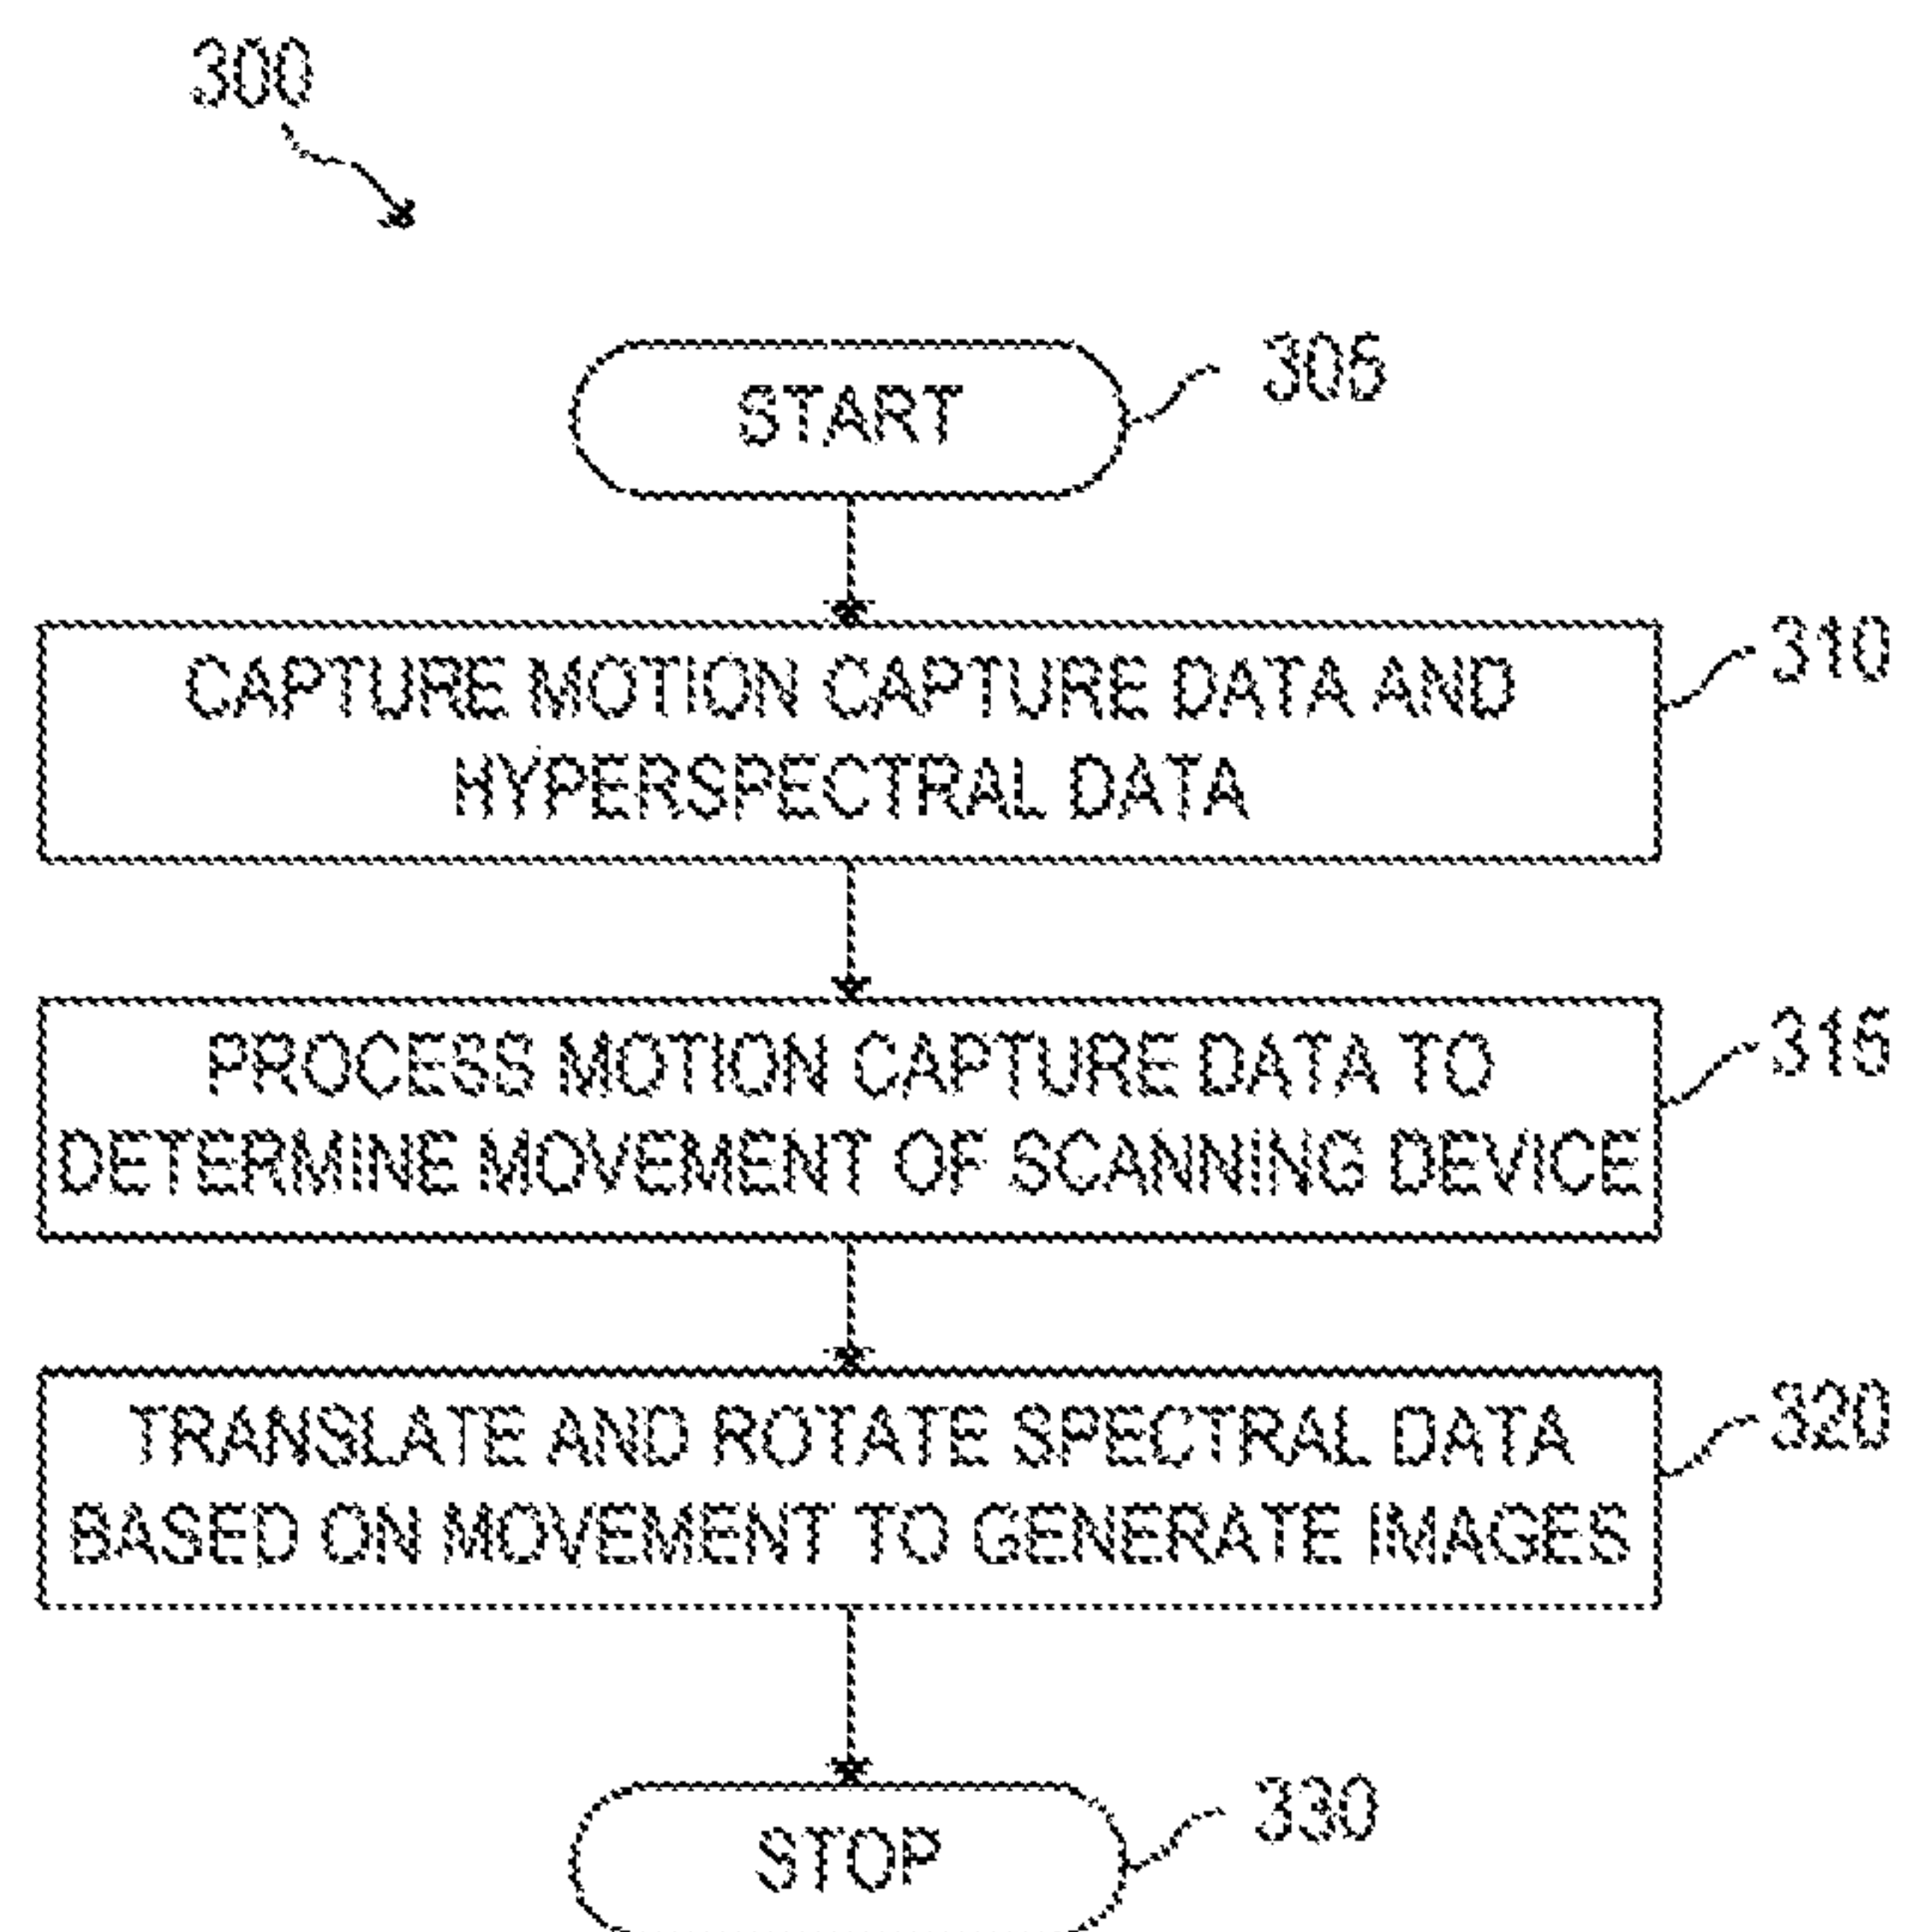 300
START
305
CAPTURE MOTION CAPTURE DATA AND
310
HYPERSPECTRAL DATA
PROCESS MOTION CAPTURE DATA TO
315
DETERMINE MOVEMENT OF SCANNING DEVICE
TRANSLATE AND ROTATE SPECTRAL DATA
320
BASED ON MOVEMENT TO GENERATE IMAGES
STOP
330